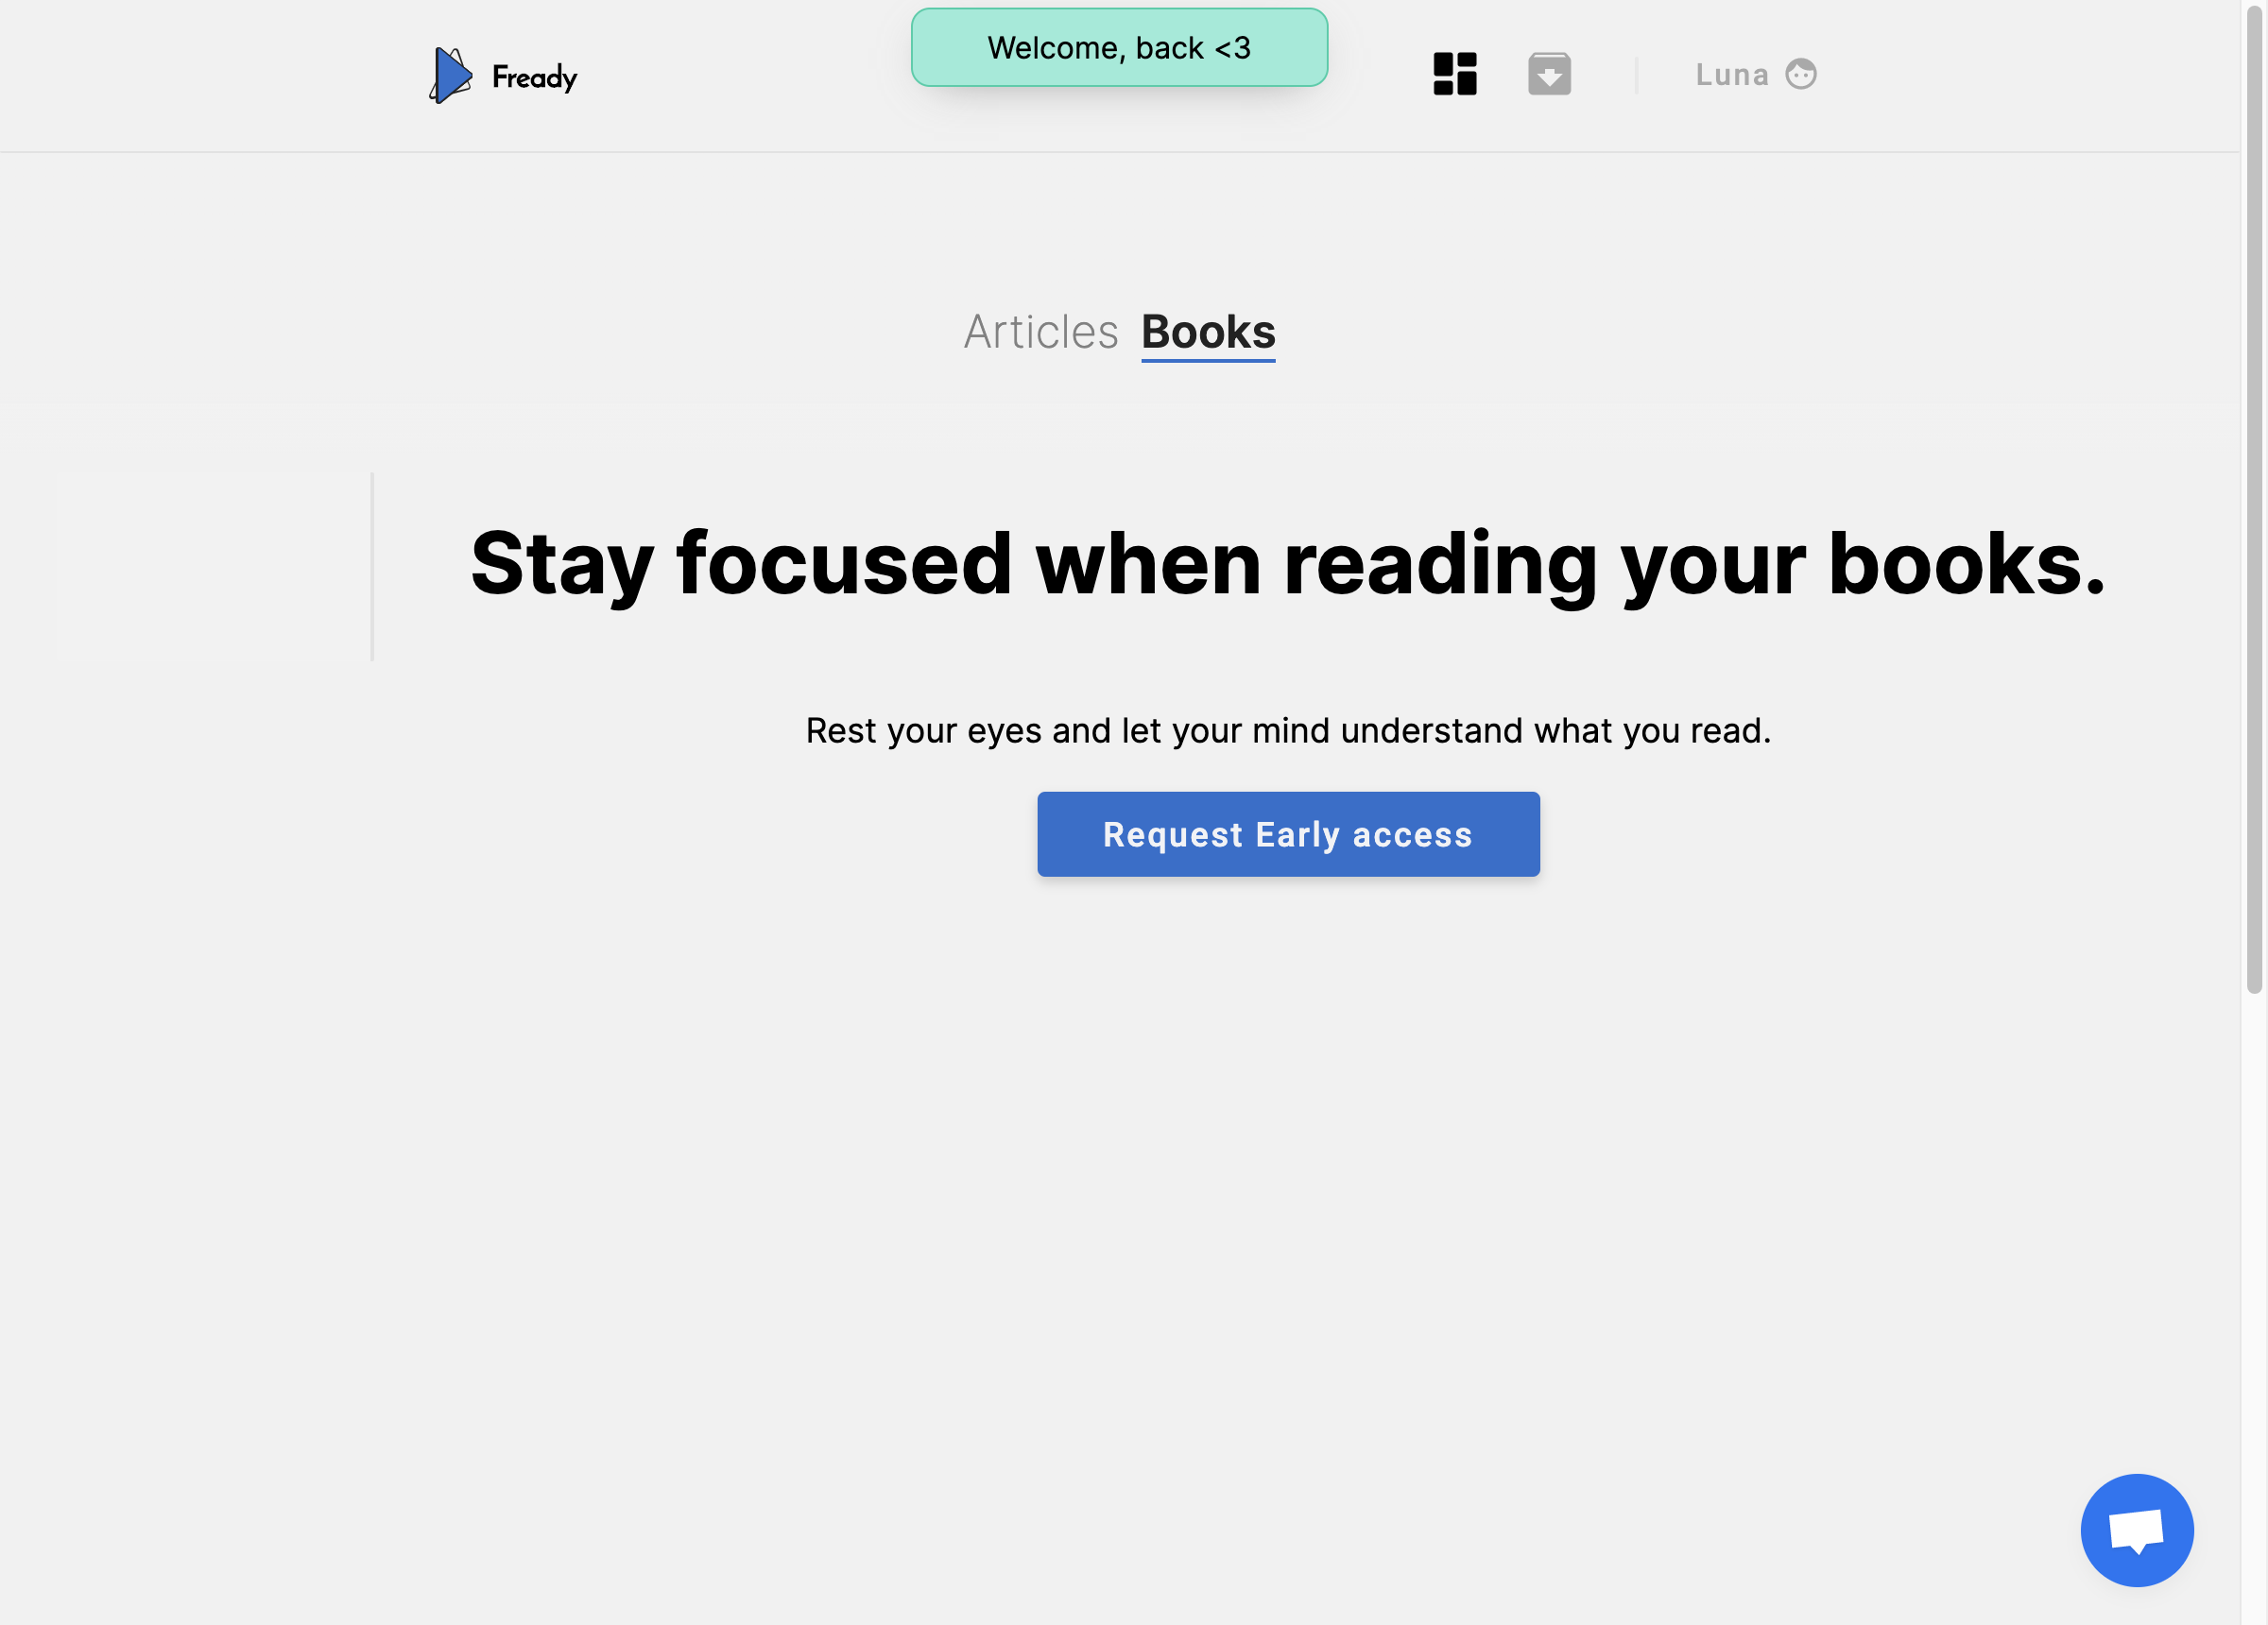 Fready
Welcome, back <3
Luna
Articles Books
Stay focused when reading your books.
Rest your eyes and let your mind understand what you read.
Request Early access